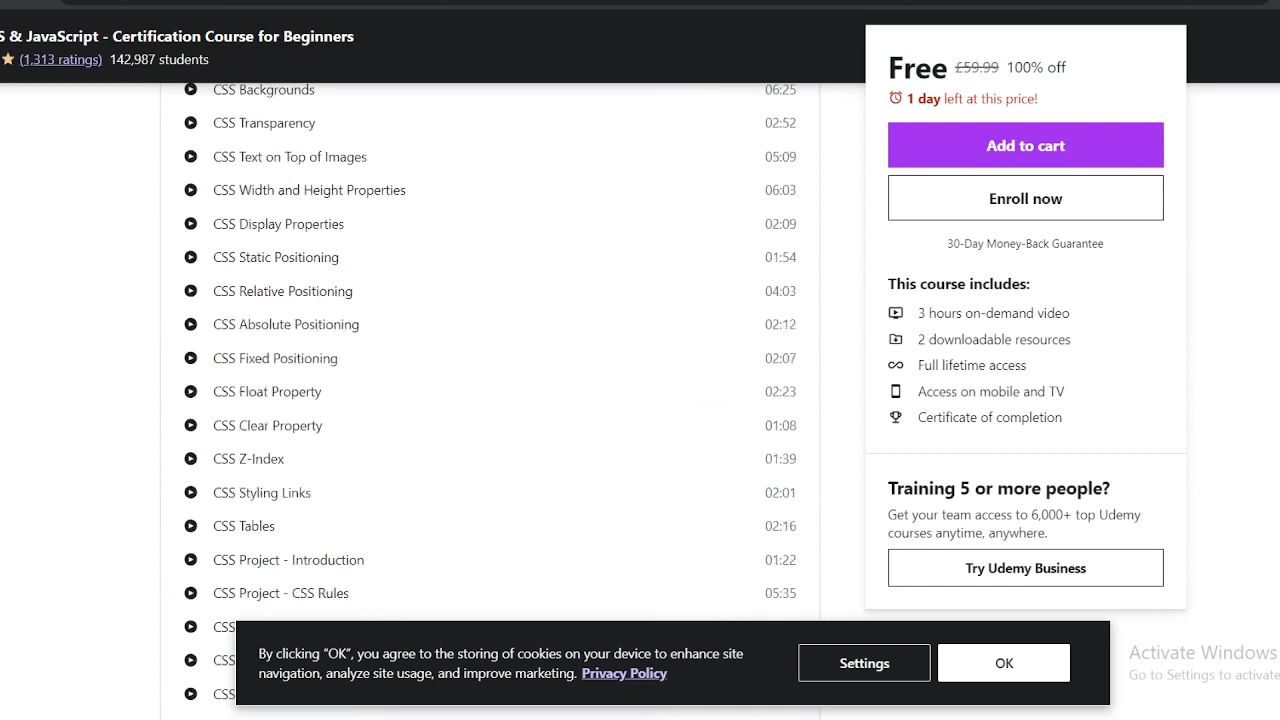 S & JavaScript - Certification Course for Beginners
(1,313 ratings) 142,987 students
CSS Backgrounds 06:25
CSS Transparency 02:52
CSS Text on Top of Images 05:09
CSS Width and Height Properties 06:03
CSS Display Properties 02:09
CSS Static Positioning 01:54
CSS Relative Positioning 04:03
CSS Absolute Positioning 02:12
CSS Fixed Positioning 02:07
CSS Float Property 02:23
CSS Clear Property 01:08
CSS Z-Index 01:39
CSS Styling Links 02:01
CSS Tables 02:16
CSS Project - Introduction 01:22
CSS Project - CSS Rules 05:35
CSS
CSS
CSS
Free £59.99 100% off
1 day left at this price!
Add to cart
Enroll now
30-Day Money-Back Guarantee
This course includes:
3 hours on-demand video
2 downloadable resources
Full lifetime access
Access on mobile and TV
Certificate of completion
Training 5 or more people?
Get your team access to 6,000+ top Udemy
courses anytime, anywhere.
Try Udemy Business
By clicking “OK”, you agree to the storing of cookies on your device to enhance site
navigation, analyze site usage, and improve marketing. Privacy Policy
Settings
OK
Activate Windows
Go to Settings to activate